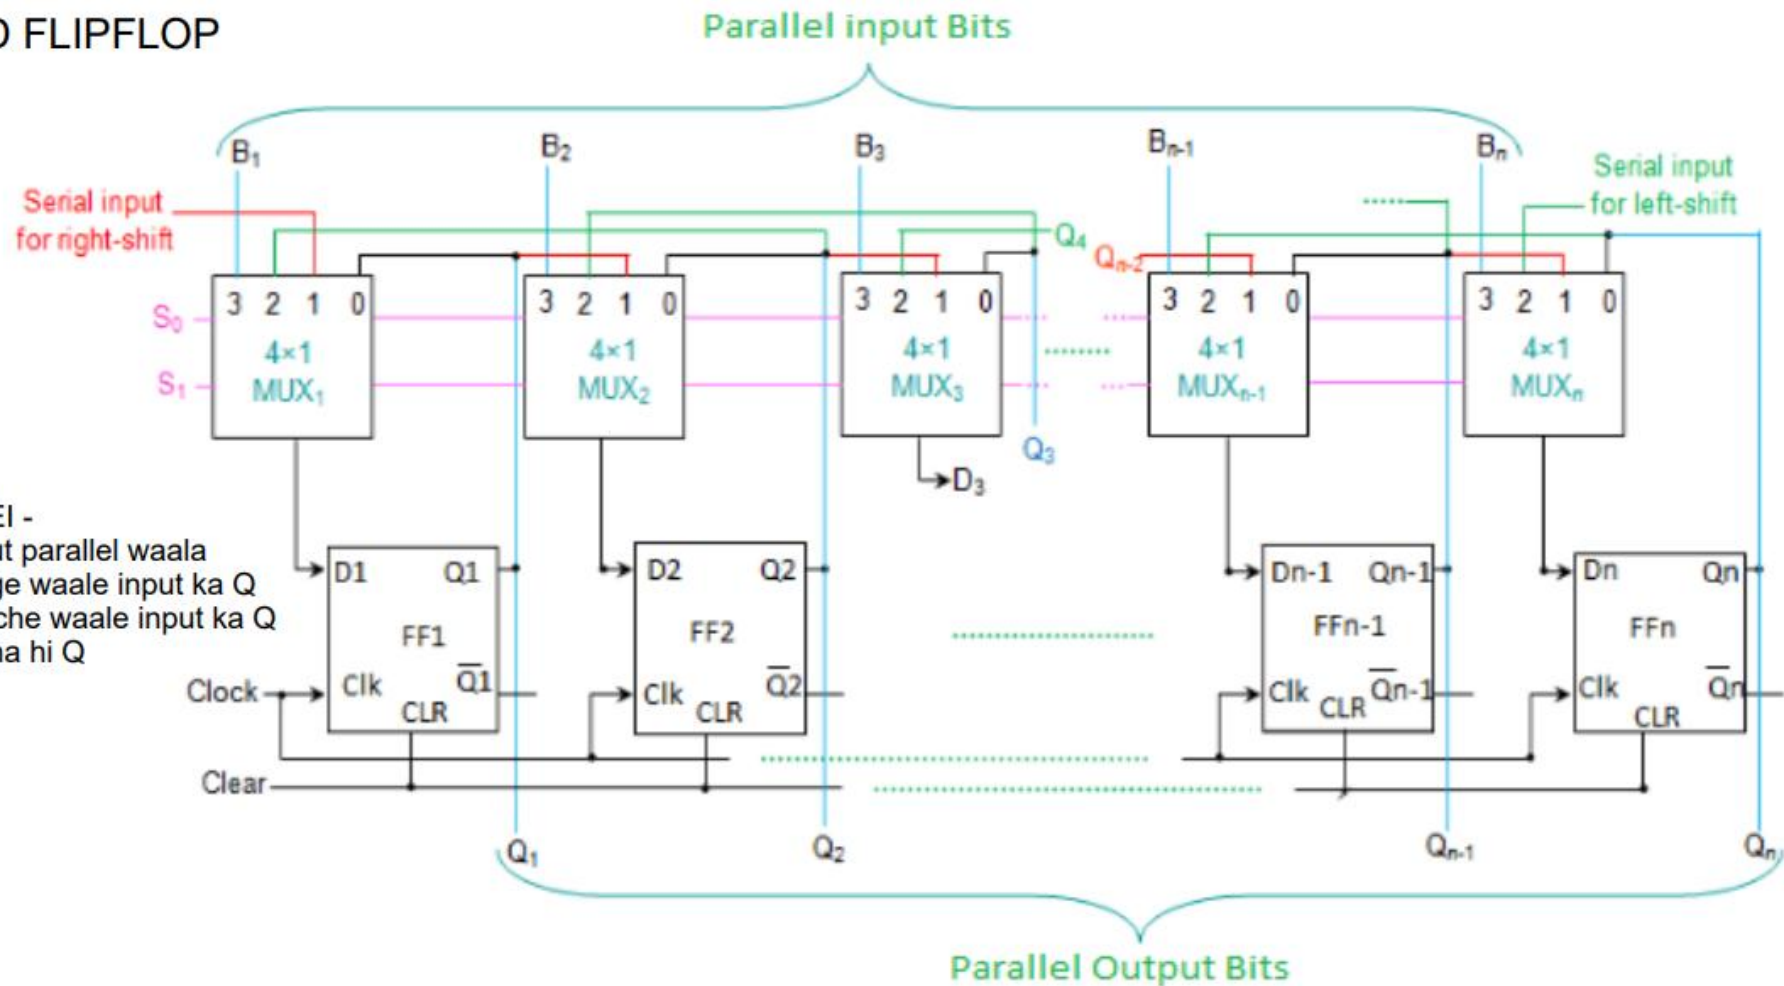 D FLIPFLOP
Parallel input Bits
B₁ B₂ B₃ Bₙ₋₁ Bₙ
Serial input
for right-shift
Serial input
for left-shift
Q₄ Qₙ₋₂
3 2 1 0 3 2 1 0 3 2 1 0 3 2 1 0 3 2 1 0
S₀
4×1 4×1 4×1 4×1 4×1
S₁ MUX₁ MUX₂ MUX₃ MUXₙ₋₁ MUXₙ
Q₃
D₃
EI -
ut parallel waala
ge waale input ka Q
che waale input ka Q
na hi Q
D1 Q1 D2 Q2 Dn-1 Qn-1 Dn Qn
FF1 FF2 FFn-1 FFn
Clock Clk Q̅1 Clk Q̅2 Clk Q̅n-1 Clk Q̅n
CLR CLR CLR CLR
Clear
Q₁ Q₂ Qₙ₋₁ Qₙ
Parallel Output Bits